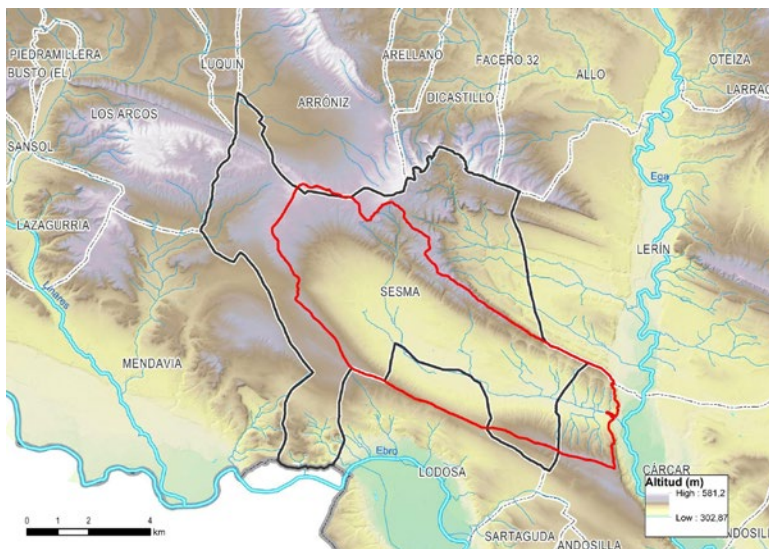 PIEDRAMILLERA
BUSTO (EL)
LUQUIN
ARELLANO
FACERO 32
OTEIZA
ALLO
LARRAG
ARRÓNIZ
DICASTILLO
LOS ARCOS
SANSOL
Ega
LAZAGURRIA
LERÍN
Linares
SESMA
MENDAVIA
Ebro
LODOSA
CÁRCAR
SARTAGUDA
ANDOSILLA
ANDOSILLA
Altitud (m)
High : 581,2
Low : 302,87
0 1 2 4
km